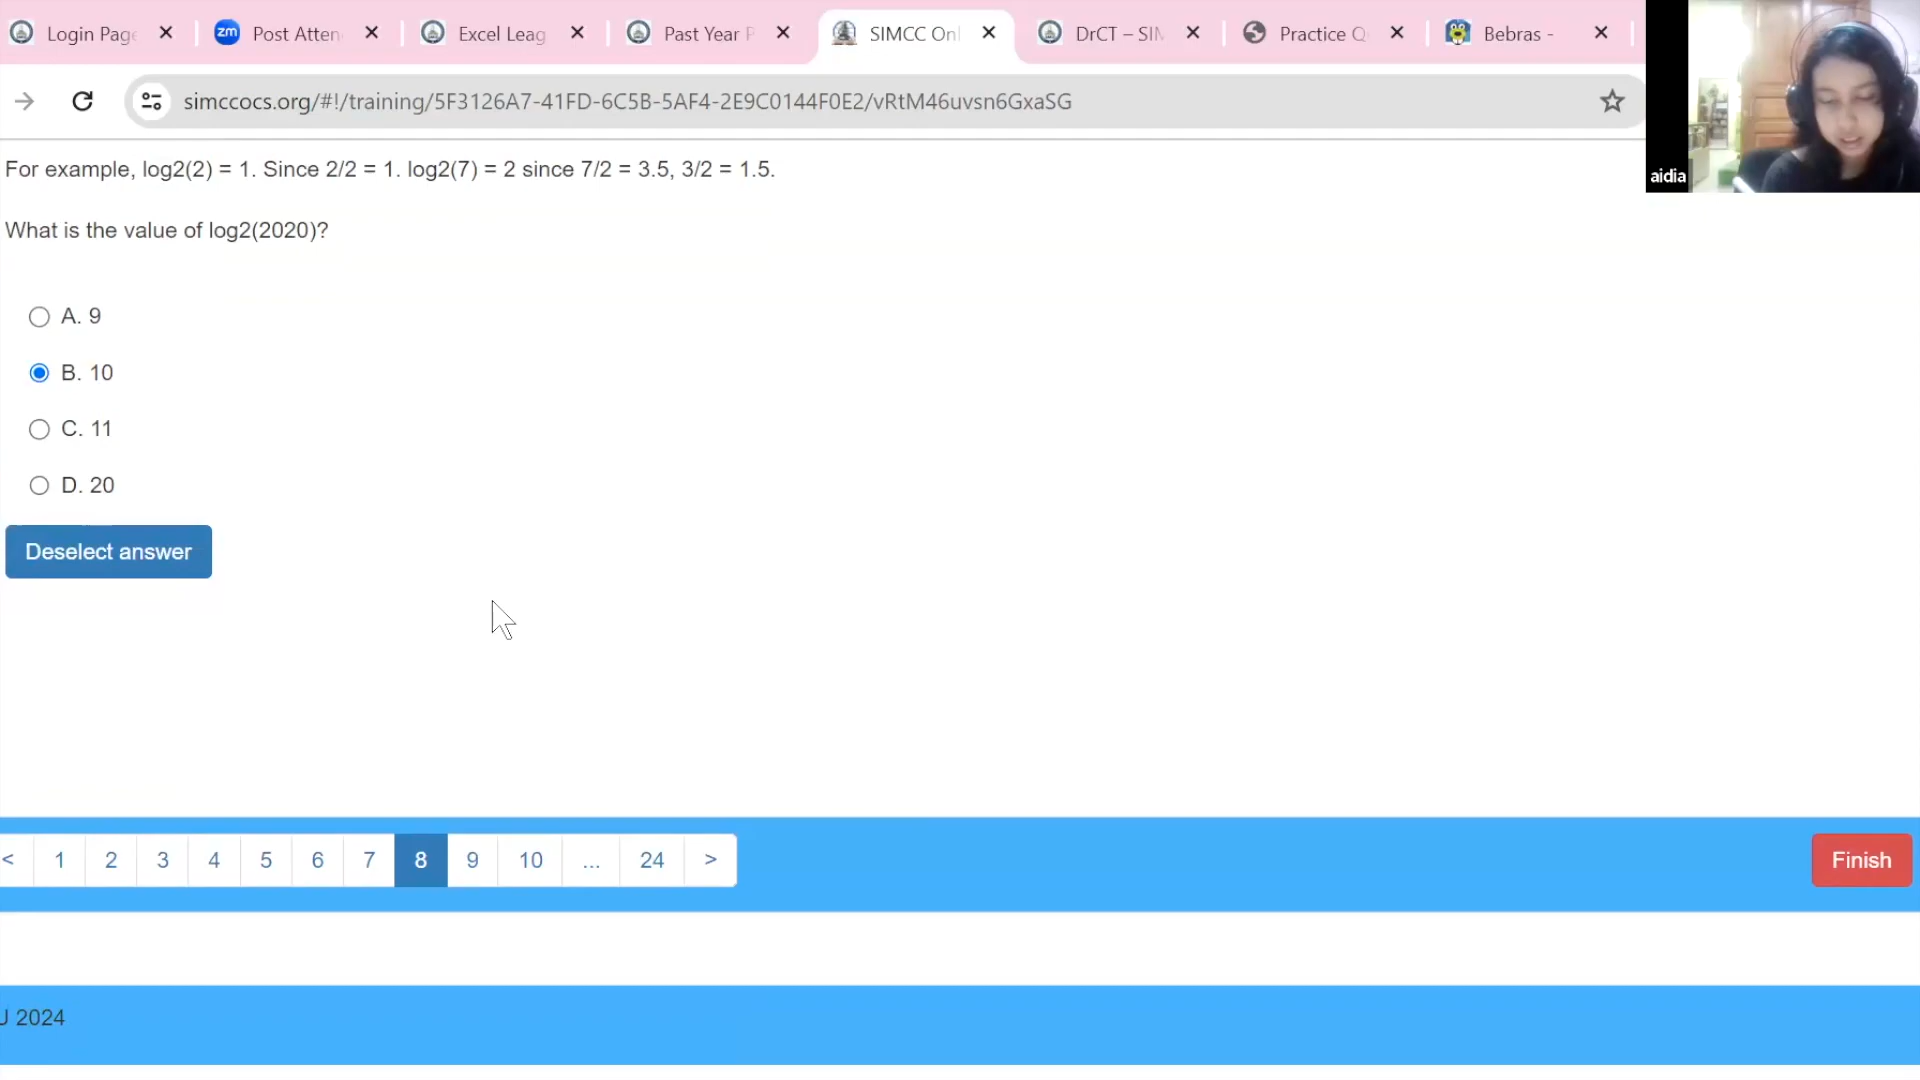 Login Page
Post Atten
Excel Leag
Past Year P
SIMCC Onl
DrCT – SIM
Practice Q
Bebras -
simccocs.org/#!/training/5F3126A7-41FD-6C5B-5AF4-2E9C0144F0E2/vRtM46uvsn6GxaSG
aidia
For example, log2(2) = 1. Since 2/2 = 1. log2(7) = 2 since 7/2 = 3.5, 3/2 = 1.5.
What is the value of log2(2020)?
A. 9
B. 10
C. 11
D. 20
Deselect answer
< 1 2 3 4 5 6 7 8 9 10 ... 24 >
Finish
2024